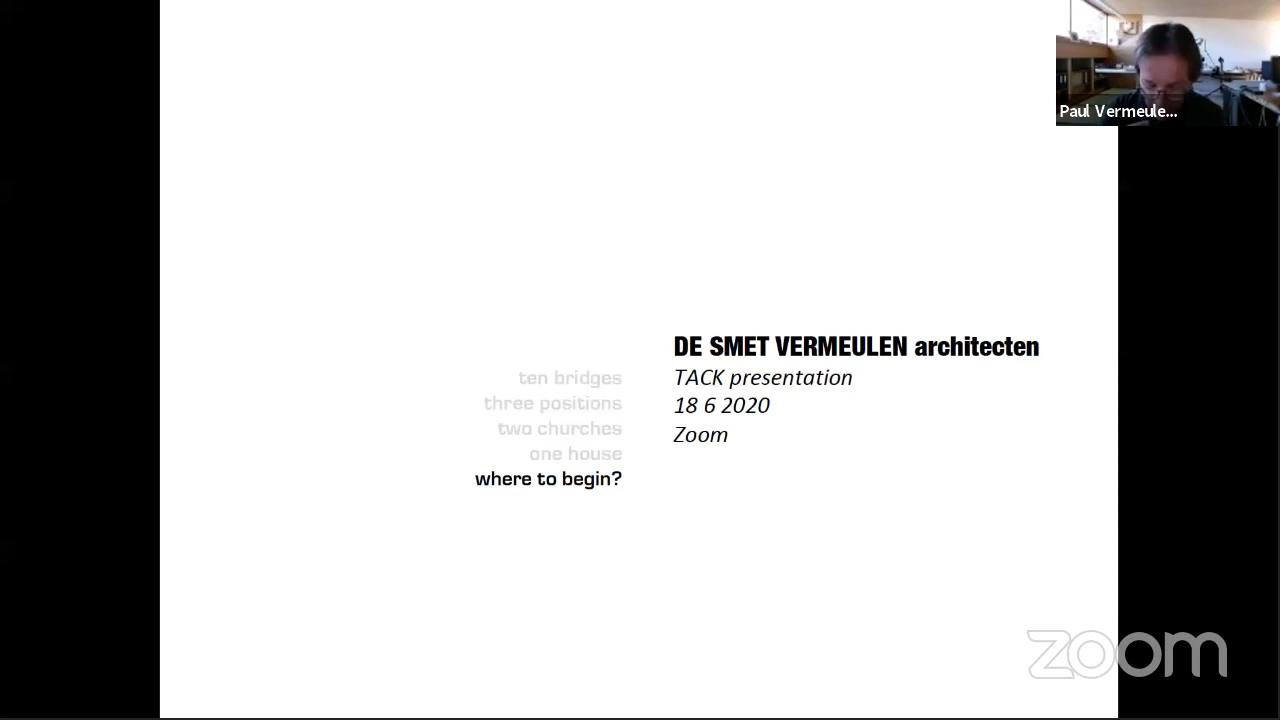 Paul Vermeule...
DE SMET VERMEULEN architecten
TACK presentation
18 6 2020
Zoom
ten bridges
three positions
two churches
one house
where to begin?
zoom